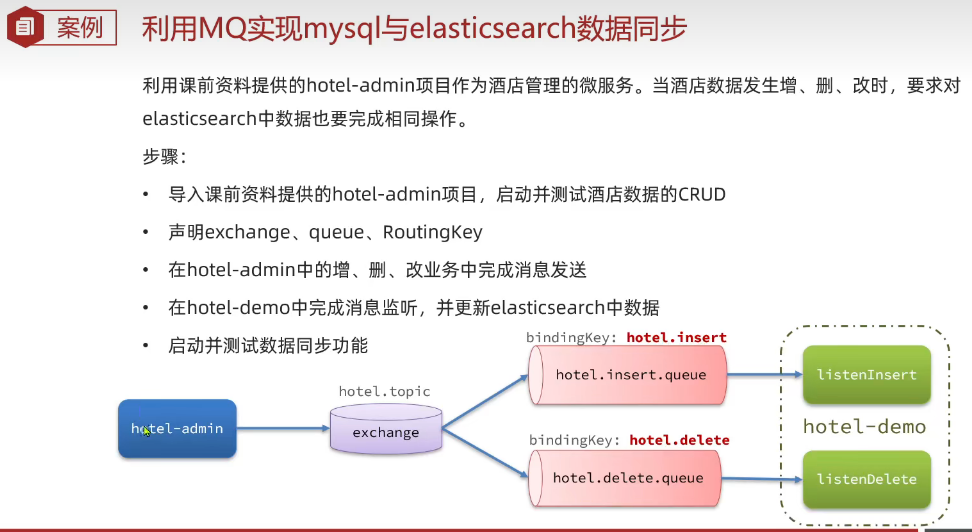 案例
利用MQ实现mysql与elasticsearch数据同步
利用课前资料提供的hotel-admin项目作为酒店管理的微服务。当酒店数据发生增、删、改时，要求对
elasticsearch中数据也要完成相同操作。
步骤：
• 导入课前资料提供的hotel-admin项目，启动并测试酒店数据的CRUD
• 声明exchange、queue、RoutingKey
• 在hotel-admin中的增、删、改业务中完成消息发送
• 在hotel-demo中完成消息监听，并更新elasticsearch中数据
• 启动并测试数据同步功能
bindingKey: hotel.insert
hotel.insert.queue
listenInsert
hotel.topic
hotel-admin
exchange
hotel-demo
bindingKey: hotel.delete
hotel.delete.queue
listenDelete